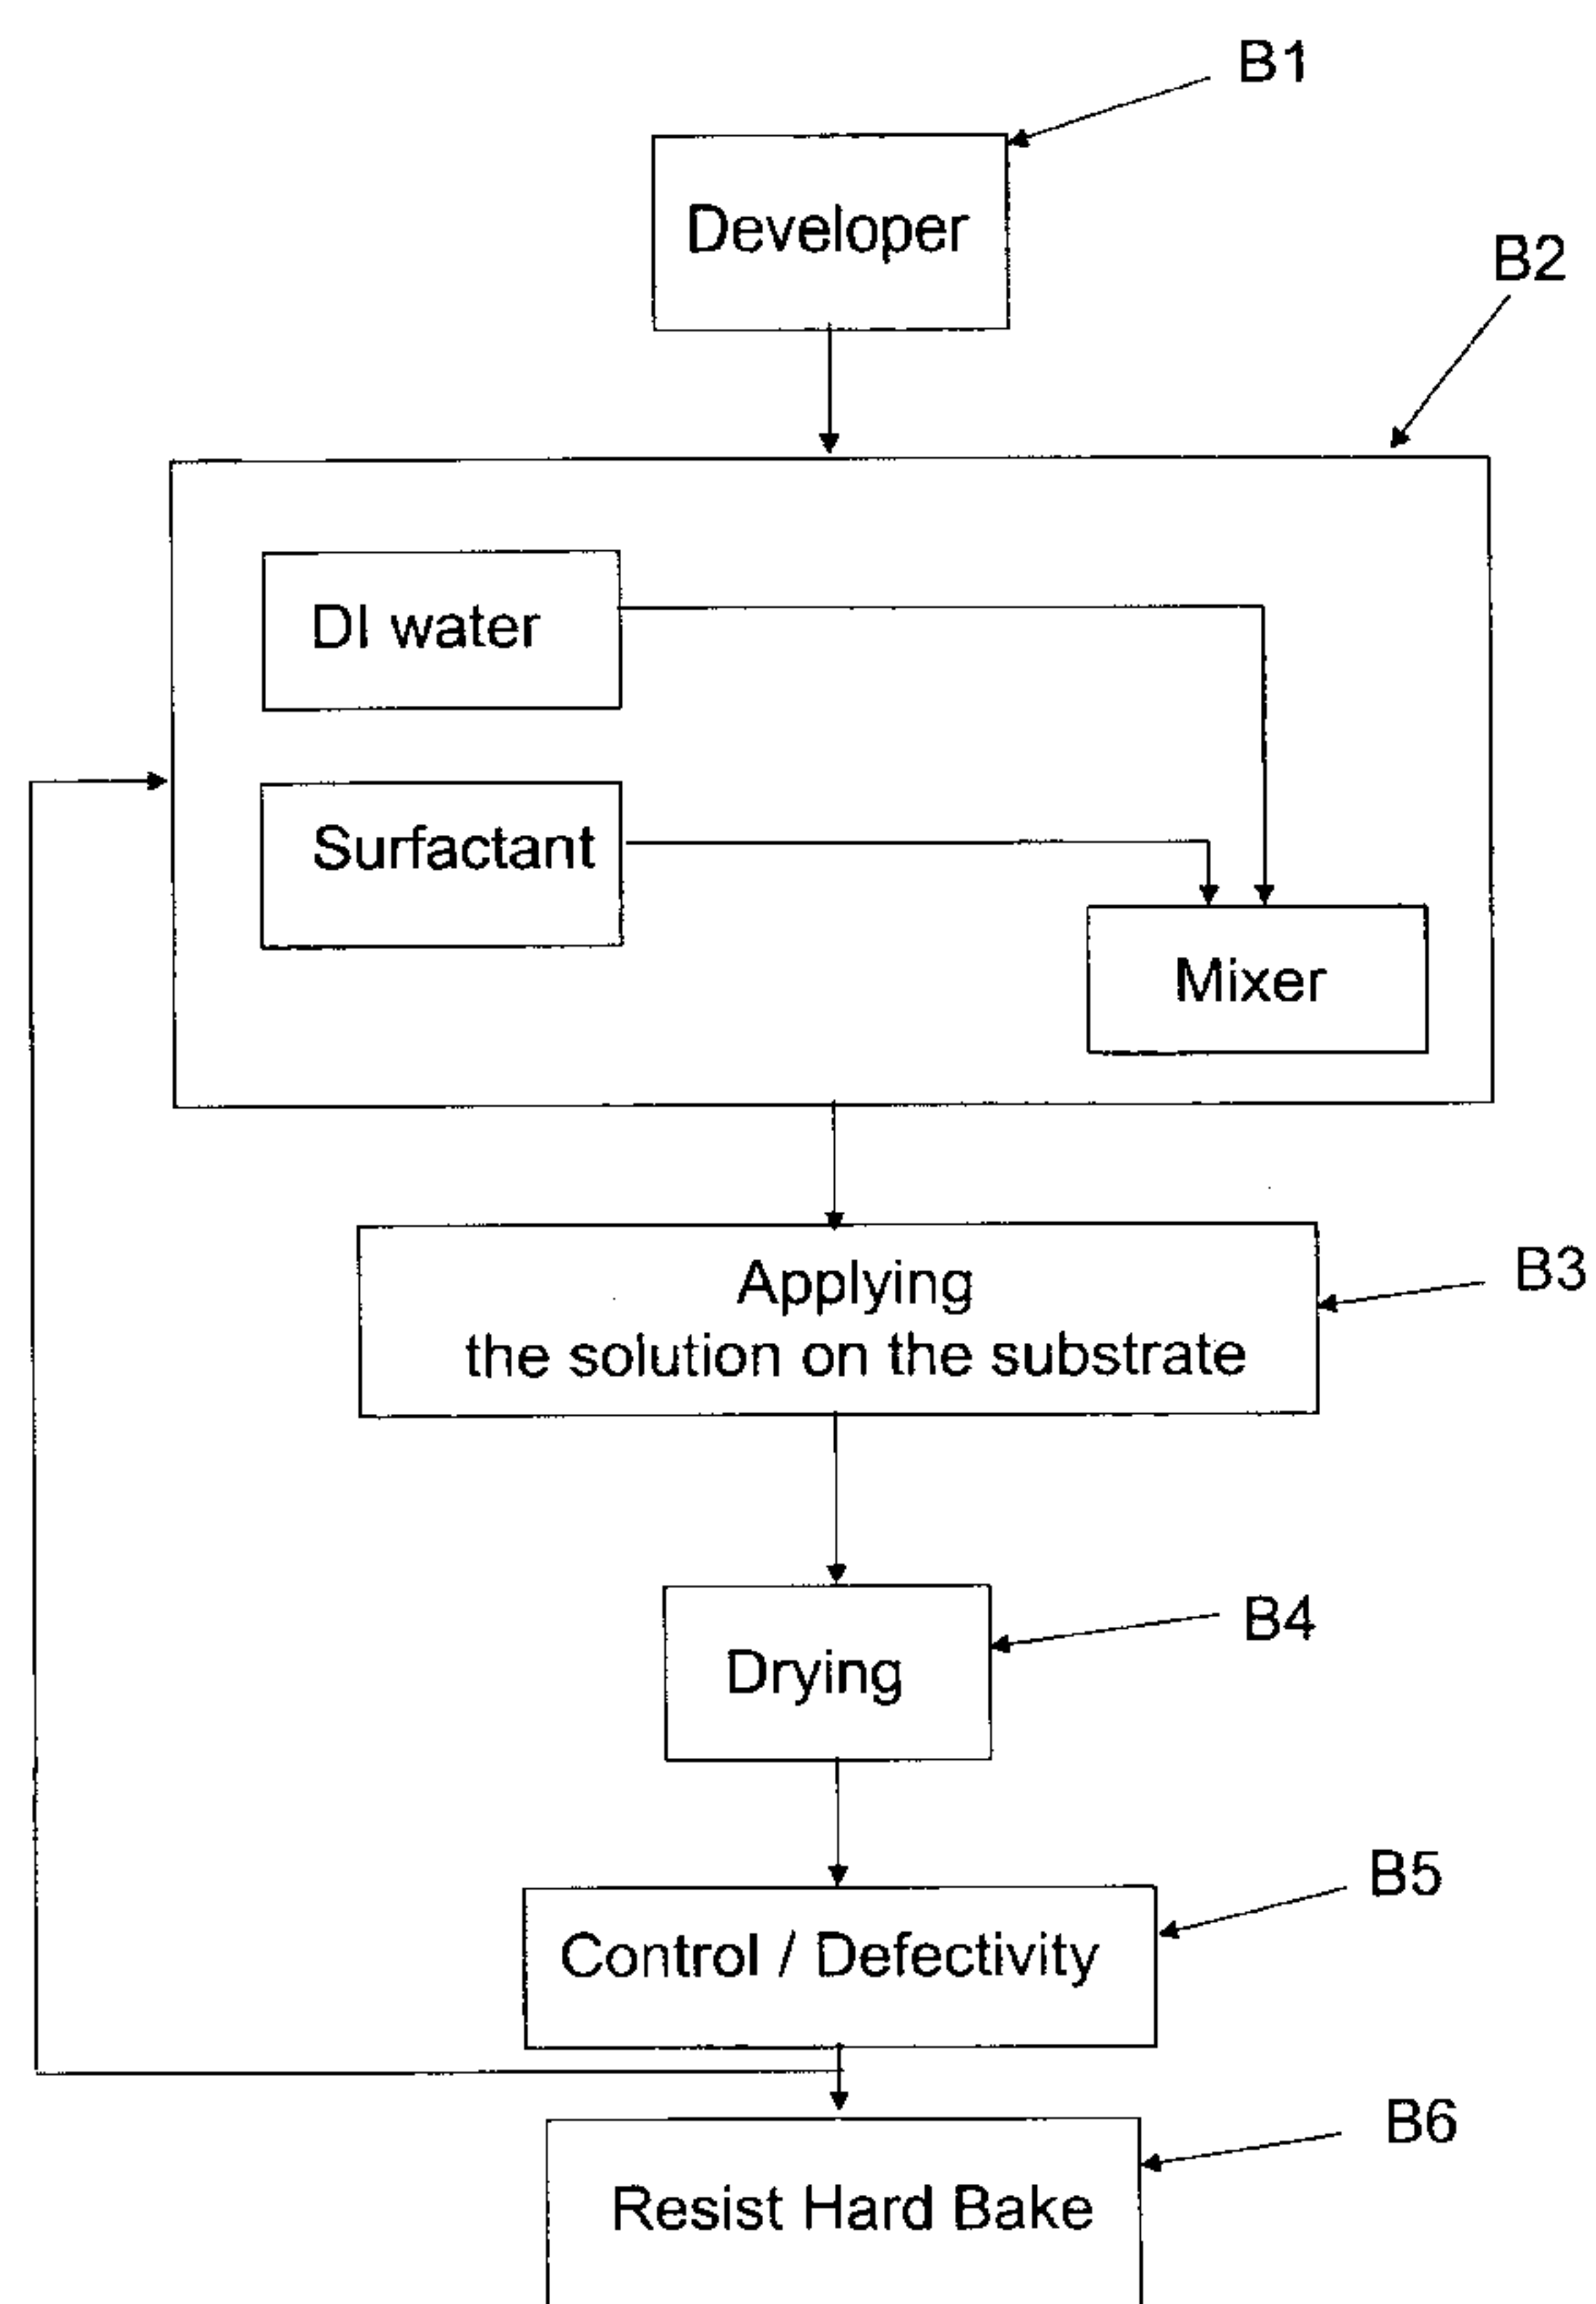 B1
Developer
B2
DI water
Surfactant
Mixer
Applying
the solution on the substrate
B3
Drying
B4
Control / Defectivity
B5
Resist Hard Bake
B6